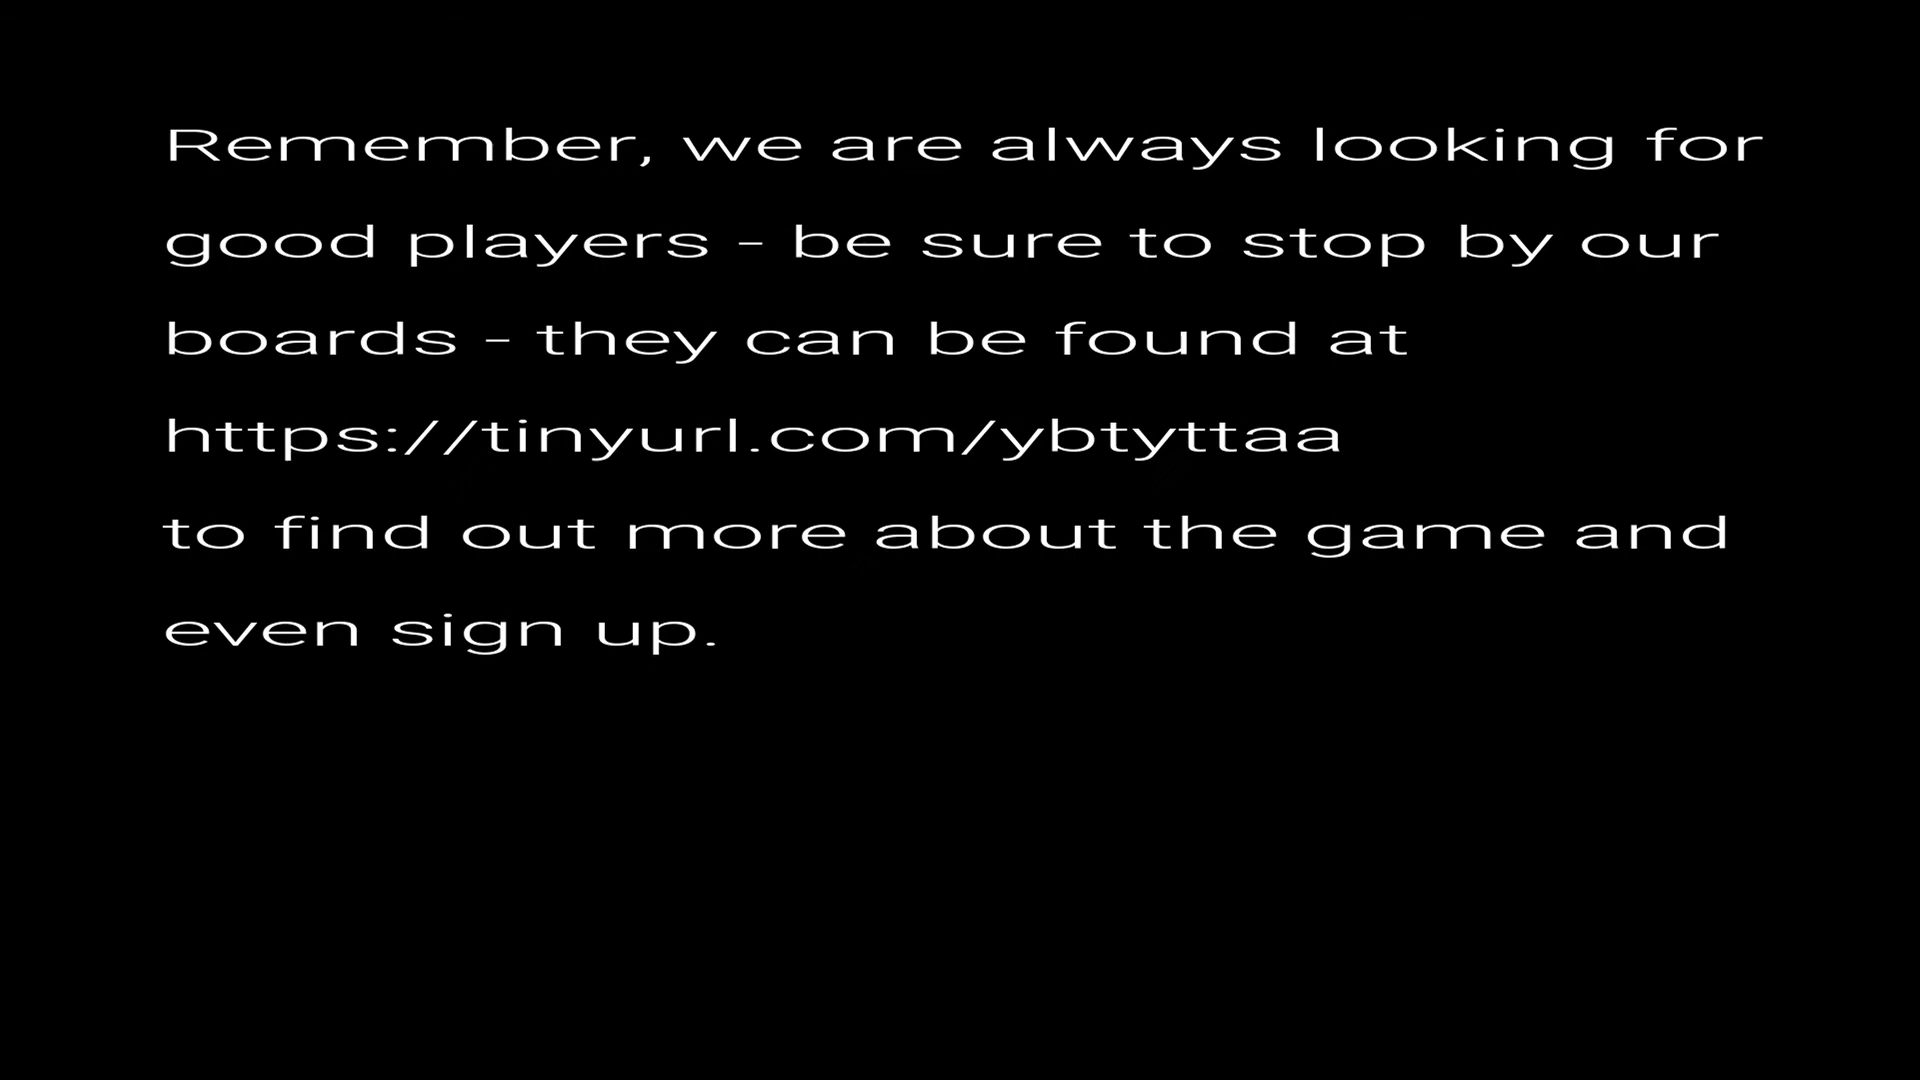 Remember, we are always looking for
good players - be sure to stop by our
boards - they can be found at
https://tinyurl.com/ybtyttaa
to find out more about the game and
even sign up.